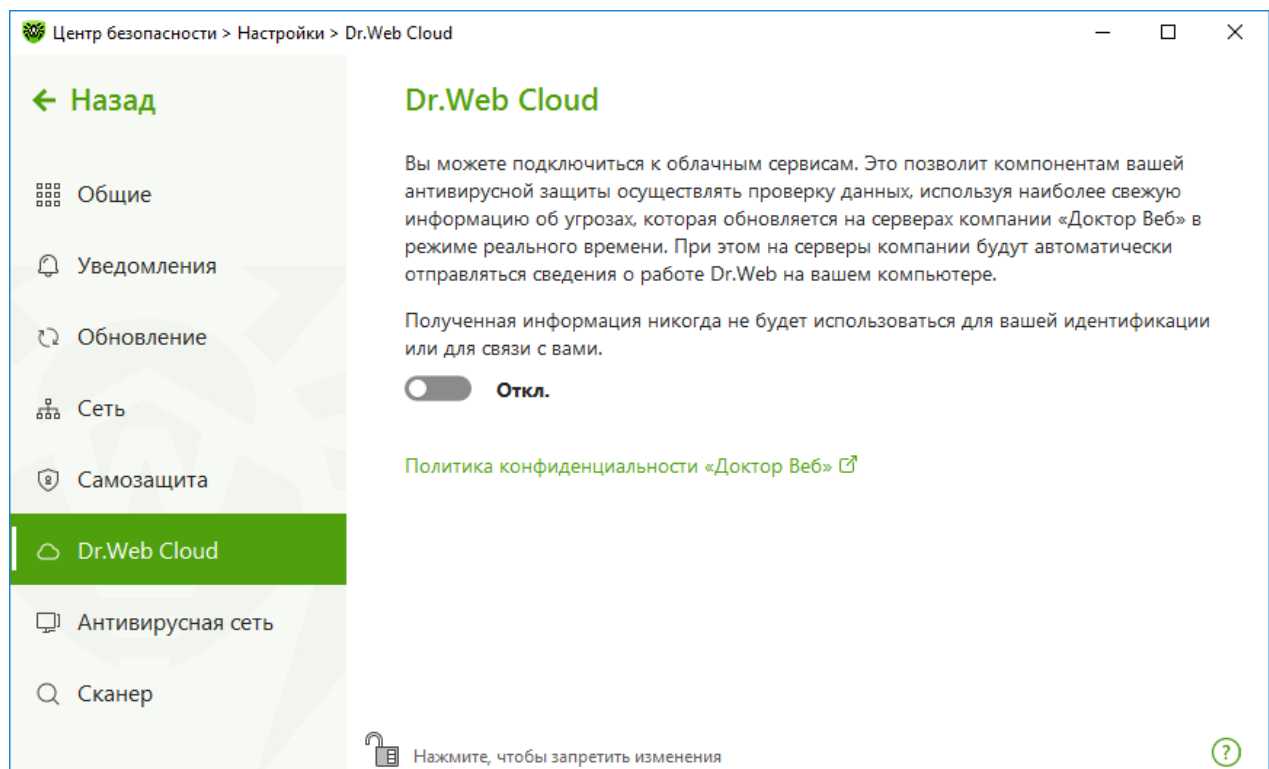 Центр безопасности > Настройки > Dr.Web Cloud
Назад
Общие
Уведомления
Обновление
Сеть
Самозащита
Dr.Web Cloud
Антивирусная сеть
Сканер
Dr.Web Cloud
Вы можете подключиться к облачным сервисам. Это позволит компонентам вашей
антивирусной защиты осуществлять проверку данных, используя наиболее свежую
информацию об угрозах, которая обновляется на серверах компании «Доктор Веб» в
режиме реального времени. При этом на серверы компании будут автоматически
отправляться сведения о работе Dr.Web на вашем компьютере.
Полученная информация никогда не будет использоваться для вашей идентификации
или для связи с вами.
Откл.
Политика конфиденциальности «Доктор Веб»
Нажмите, чтобы запретить изменения
?